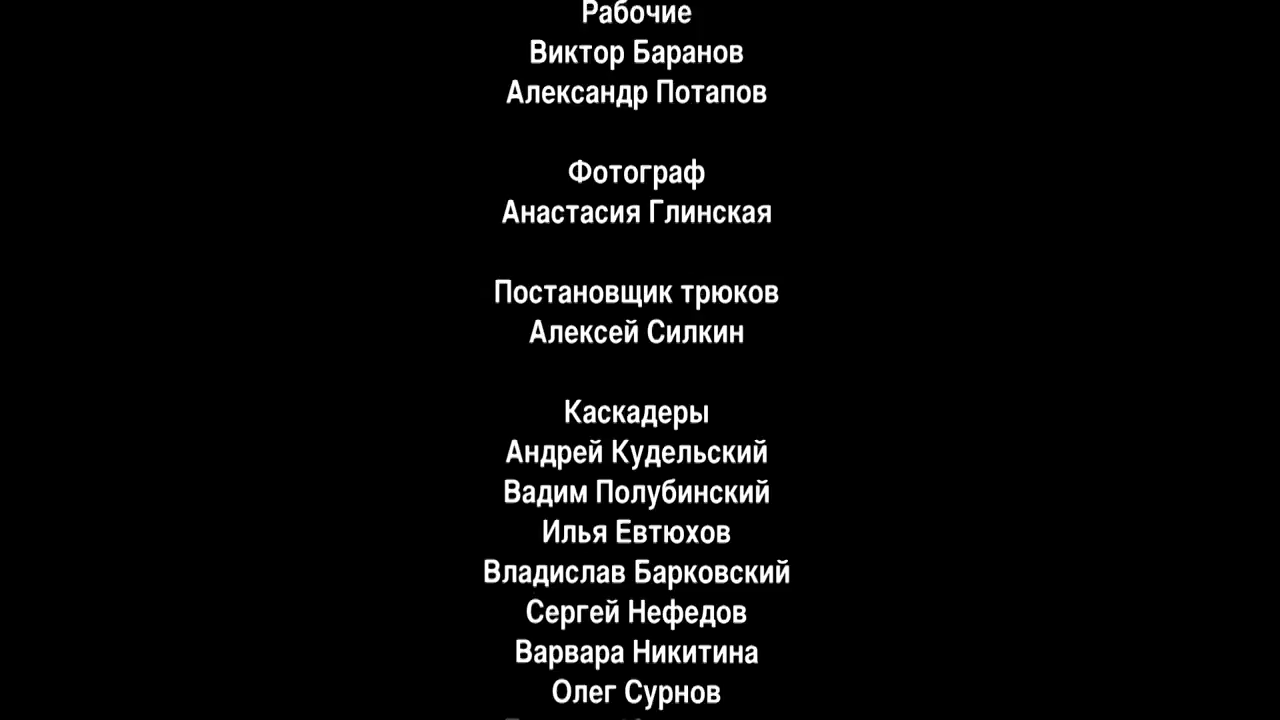 Рабочие
Виктор Баранов
Александр Потапов
Фотограф
Анастасия Глинская
Постановщик трюков
Алексей Силкин
Каскадеры
Андрей Кудельский
Вадим Полубинский
Илья Евтюхов
Владислав Барковский
Сергей Нефедов
Варвара Никитина
Олег Сурнов